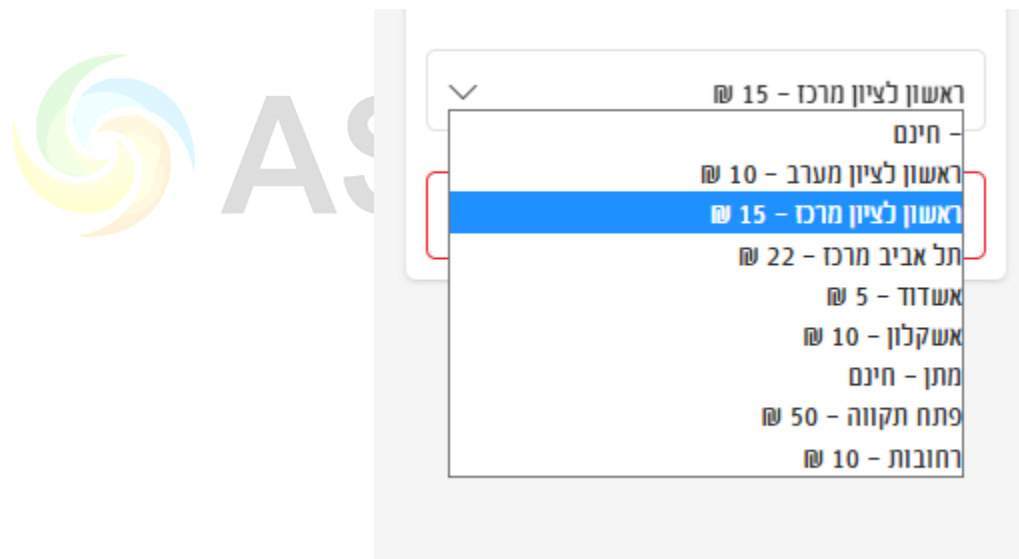 AS
ראשון לציון מרכז - 15 ₪
- חינם
ראשון לציון מערב - 10 ₪
ראשון לציון מרכז - 15 ₪
תל אביב מרכז - 22 ₪
אשדוד - 5 ₪
אשקלון - 10 ₪
מתן - חינם
פתח תקווה - 50 ₪
רחובות - 10 ₪